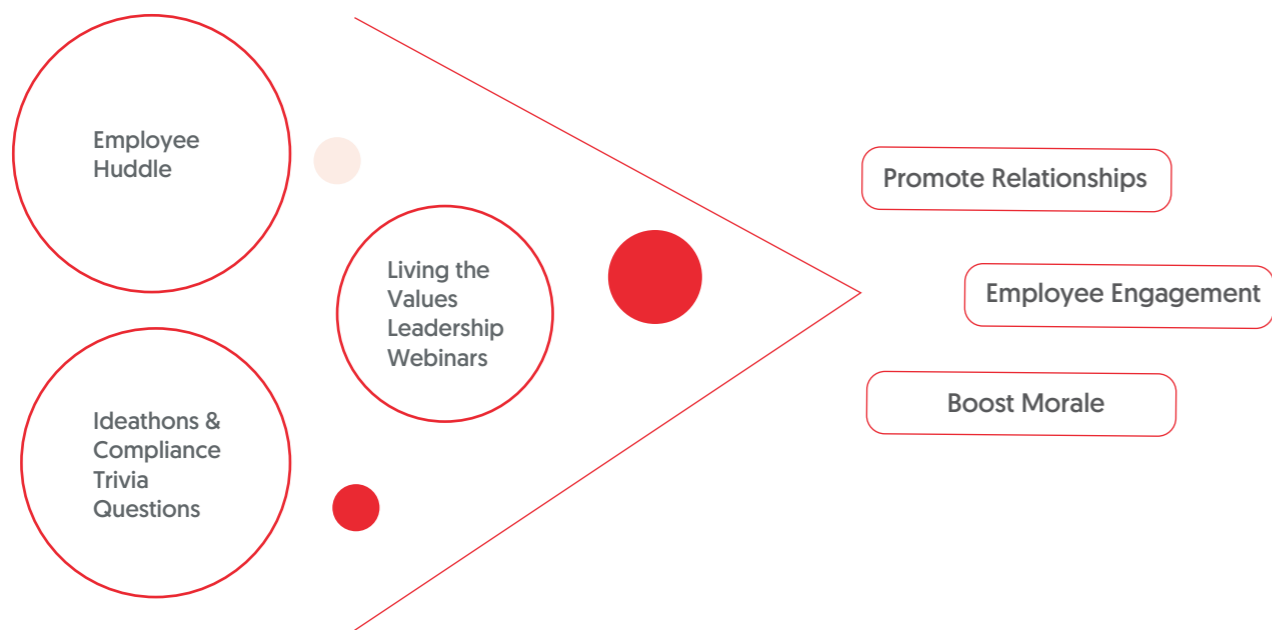 Employee
Huddle
Ideathons &
Compliance
Trivia
Questions
Living the
Values
Leadership
Webinars
Promote Relationships
Employee Engagement
Boost Morale